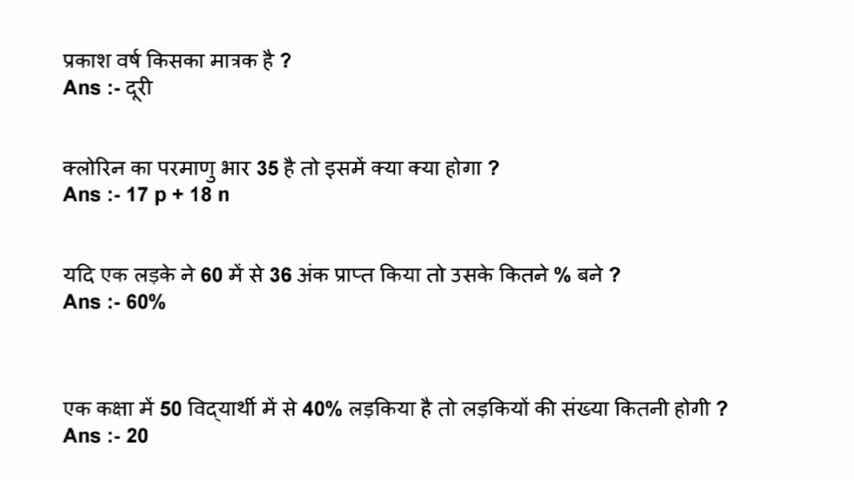 प्रकाश वर्ष किसका मात्रक है ?
Ans :- दूरी
क्लोरिन का परमाणु भार 35 है तो इसमें क्या क्या होगा ?
Ans :- 17 p + 18 n
यदि एक लड़के ने 60 में से 36 अंक प्राप्त किया तो उसके कितने % बने ?
Ans :- 60%
एक कक्षा में 50 विद्यार्थी में से 40% लड़किया है तो लड़कियों की संख्या कितनी होगी ?
Ans :- 20